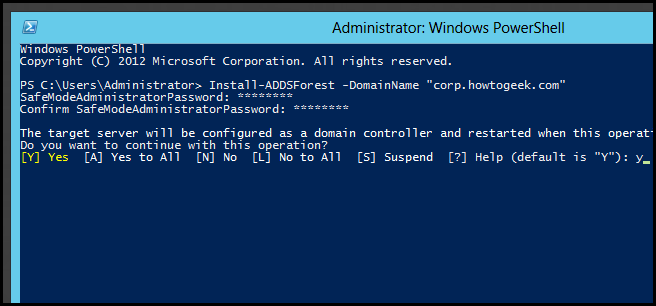 Administrator: Windows PowerShell
Windows PowerShell
Copyright (C) 2012 Microsoft Corporation. All rights reserved.
PS C:\Users\Administrator> Install-ADDSForest -DomainName "corp.howtogeek.com"
SafeModeAdministratorPassword: ********
Confirm SafeModeAdministratorPassword: ********
The target server will be configured as a domain controller and restarted when this operati
Do you want to continue with this operation?
[Y] Yes  [A] Yes to All  [N] No  [L] No to All  [S] Suspend  [?] Help (default is "Y"): y